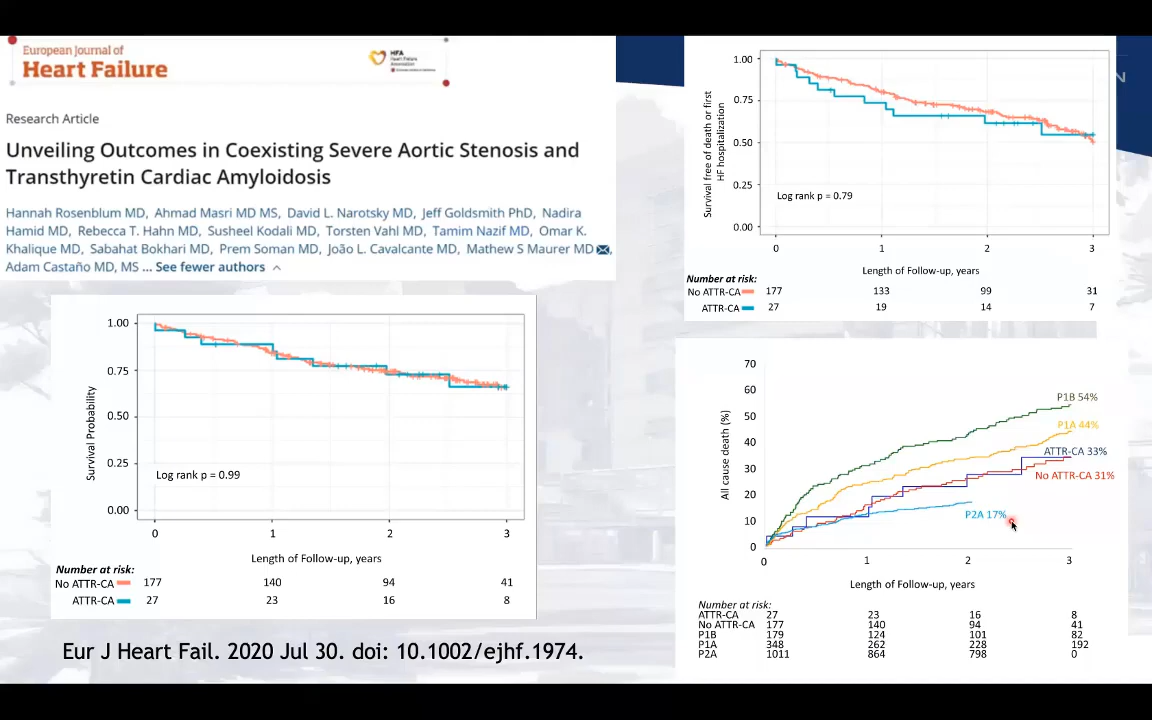 European Journal of
Heart Failure
HFA
Heart Failure
Association
Research Article
Unveiling Outcomes in Coexisting Severe Aortic Stenosis and
Transthyretin Cardiac Amyloidosis
Hannah Rosenblum MD, Ahmad Masri MD MS, David L. Narotsky MD, Jeff Goldsmith PhD, Nadira
Hamid MD, Rebecca T. Hahn MD, Susheel Kodali MD, Torsten Vahl MD, Tamim Nazif MD, Omar K.
Khalique MD, Sabahat Bokhari MD, Prem Soman MD, João L. Cavalcante MD, Mathew S Maurer MD,
Adam Castaño MD, MS ... See fewer authors
1.00
0.75
0.50
0.25
0.00
Survival Probability
Log rank p = 0.99
0 1 2 3
Length of Follow-up, years
Number at risk:
No ATTR-CA 177 140 94 41
ATTR-CA 27 23 16 8
Eur J Heart Fail. 2020 Jul 30. doi: 10.1002/ejhf.1974.
N
1.00
0.75
0.50
0.25
0.00
Survival free of death or first
HF hospitalization
Log rank p = 0.79
0 1 2 3
Length of Follow-up, years
Number at risk:
No ATTR-CA 177 133 99 31
ATTR-CA 27 19 14 7
70
60
50
40
30
20
10
0
All cause death (%)
P1B 54%
P1A 44%
ATTR-CA 33%
No ATTR-CA 31%
P2A 17%
0 1 2 3
Length of Follow-up, years
Number at risk:
ATTR-CA 27 23 16 8
No ATTR-CA 177 140 94 41
P1B 179 124 101 82
P1A 348 262 228 192
P2A 1011 864 798 0